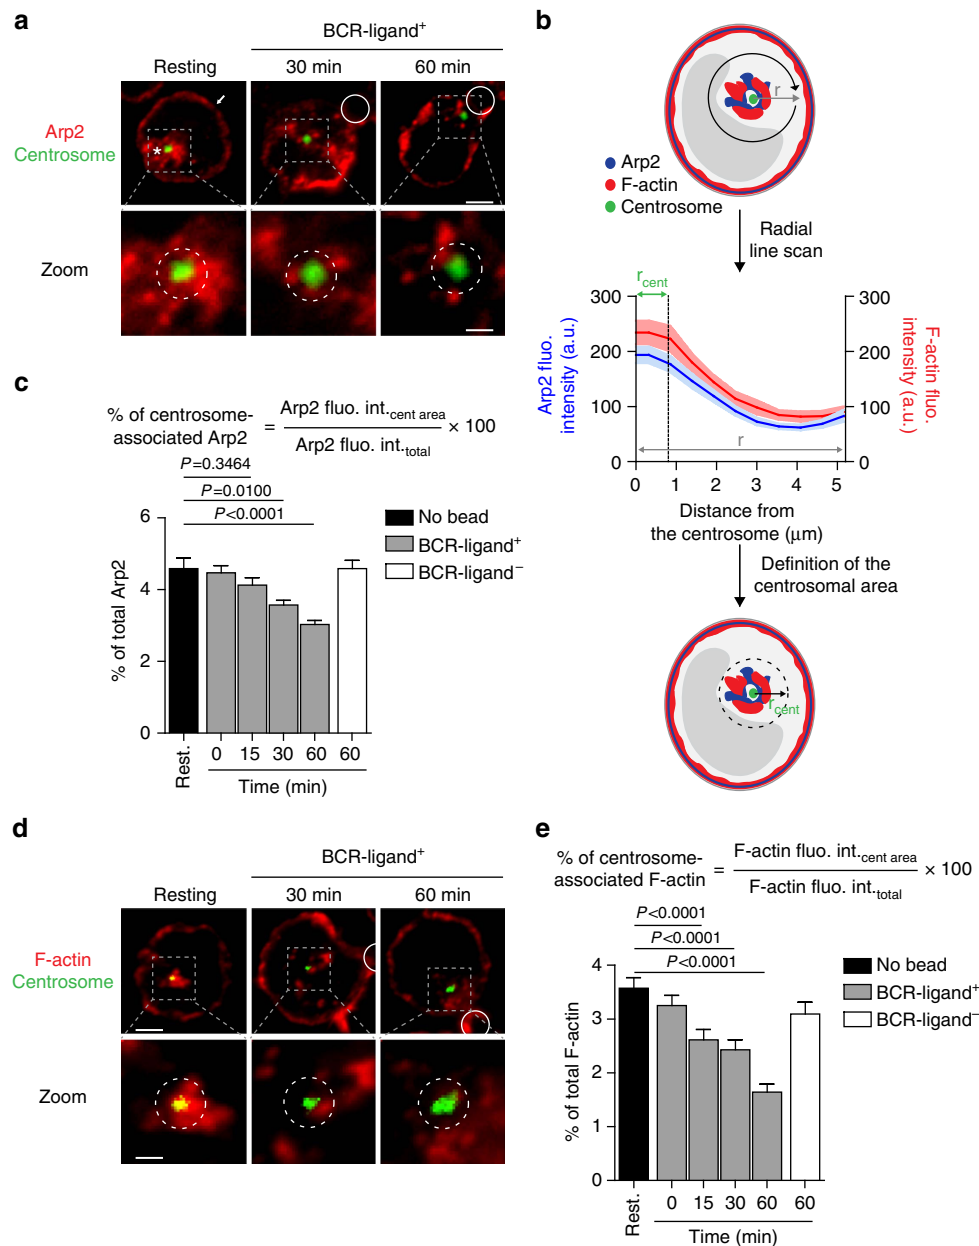 a
BCR-ligand⁺
Resting
30 min
60 min
Arp2
Centrosome
*
Zoom
b
r
Arp2
F-actin
Centrosome
Radial
line scan
r_cent
300
200
100
0
Arp2 fluo.
intensity (a.u.)
300
200
100
0
F-actin fluo.
intensity (a.u.)
r
0 1 2 3 4 5
Distance from
the centrosome (μm)
Definition of the
centrosomal area
r_cent
c
% of centrosome-
associated Arp2
=
Arp2 fluo. int._cent area
Arp2 fluo. int._total
× 100
P=0.3464
P=0.0100
P<0.0001
No bead
BCR-ligand⁺
BCR-ligand⁻
6
4
2
0
% of total Arp2
Rest. 0 15 30 60 60
Time (min)
d
BCR-ligand⁺
Resting
30 min
60 min
F-actin
Centrosome
Zoom
e
% of centrosome-
associated F-actin
=
F-actin fluo. int._cent area
F-actin fluo. int._total
× 100
P<0.0001
P<0.0001
P<0.0001
No bead
BCR-ligand⁺
BCR-ligand⁻
4
3
2
1
0
% of total F-actin
Rest. 0 15 30 60 60
Time (min)